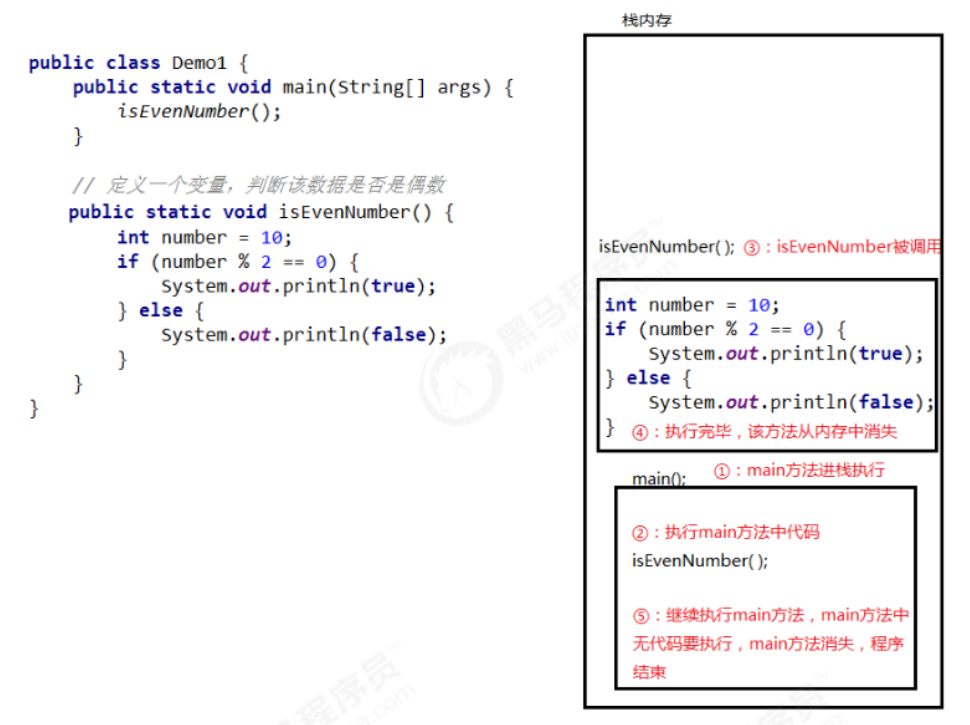 栈内存
public class Demo1 {
public static void main(String[] args) {
isEvenNumber();
}
// 定义一个变量，判断该数据是否是偶数
public static void isEvenNumber() {
int number = 10;
if (number % 2 == 0) {
System.out.println(true);
} else {
System.out.println(false);
}
}
}
isEvenNumber( ); ③：isEvenNumber被调用
int number = 10;
if (number % 2 == 0) {
System.out.println(true);
} else {
System.out.println(false);
} ④：执行完毕，该方法从内存中消失
main(); ①：main方法进栈执行
②：执行main方法中代码
isEvenNumber( );
⑤：继续执行main方法，main方法中
无代码要执行，main方法消失，程序
结束
黑马程序员